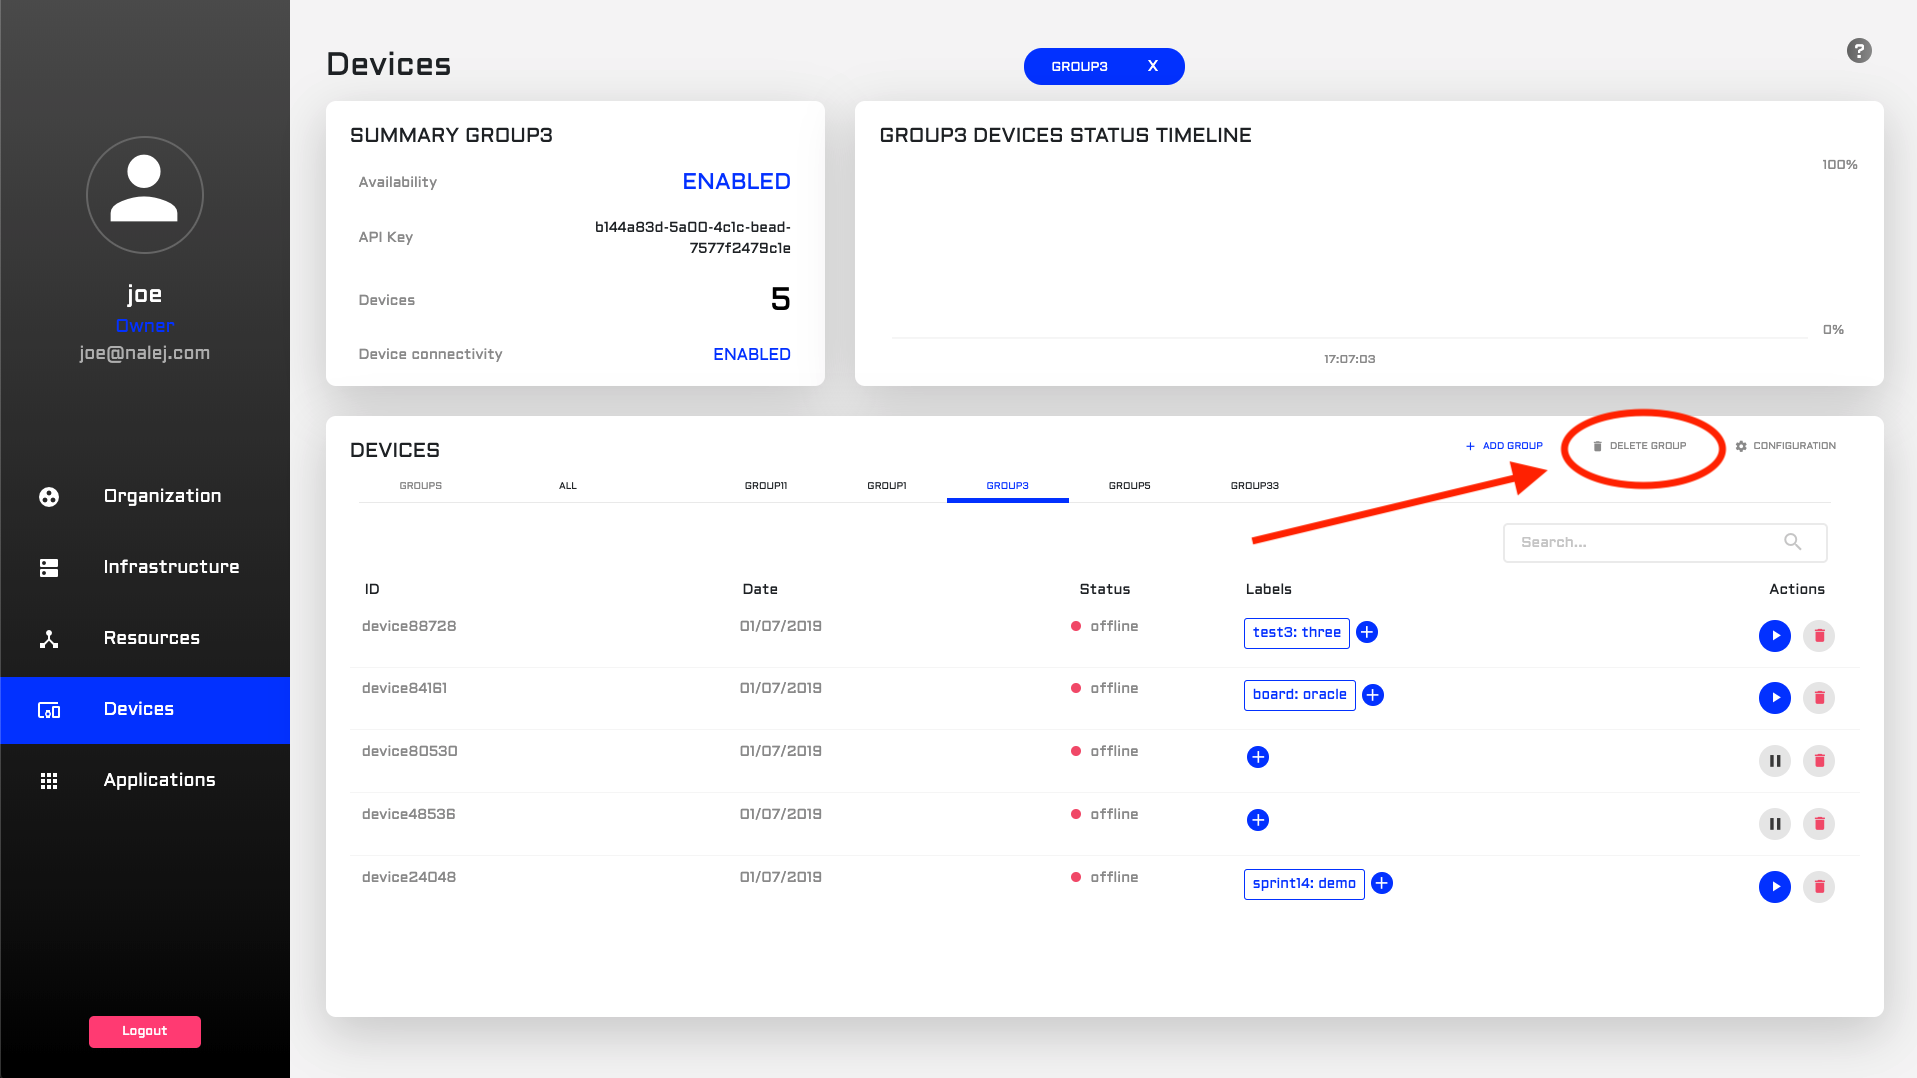 joe
Owner
joe@nalej.com
Organization
Infrastructure
Resources
Devices
Applications
Logout
Devices
GROUP3 X
?
SUMMARY GROUP3
Availability ENABLED
API Key b144a83d-5a00-4c1c-bead-
7577f2479c1e
Devices 5
Device connectivity ENABLED
GROUP3 DEVICES STATUS TIMELINE
100%
0%
17:07:03
DEVICES
+ ADD GROUP DELETE GROUP CONFIGURATION
GROUPS ALL GROUP11 GROUP1 GROUP3 GROUP5 GROUP33
Search...
ID Date Status Labels Actions
device88728 01/07/2019 offline test3: three
device84161 01/07/2019 offline board: oracle
device80530 01/07/2019 offline
device48536 01/07/2019 offline
device24048 01/07/2019 offline sprint14: demo